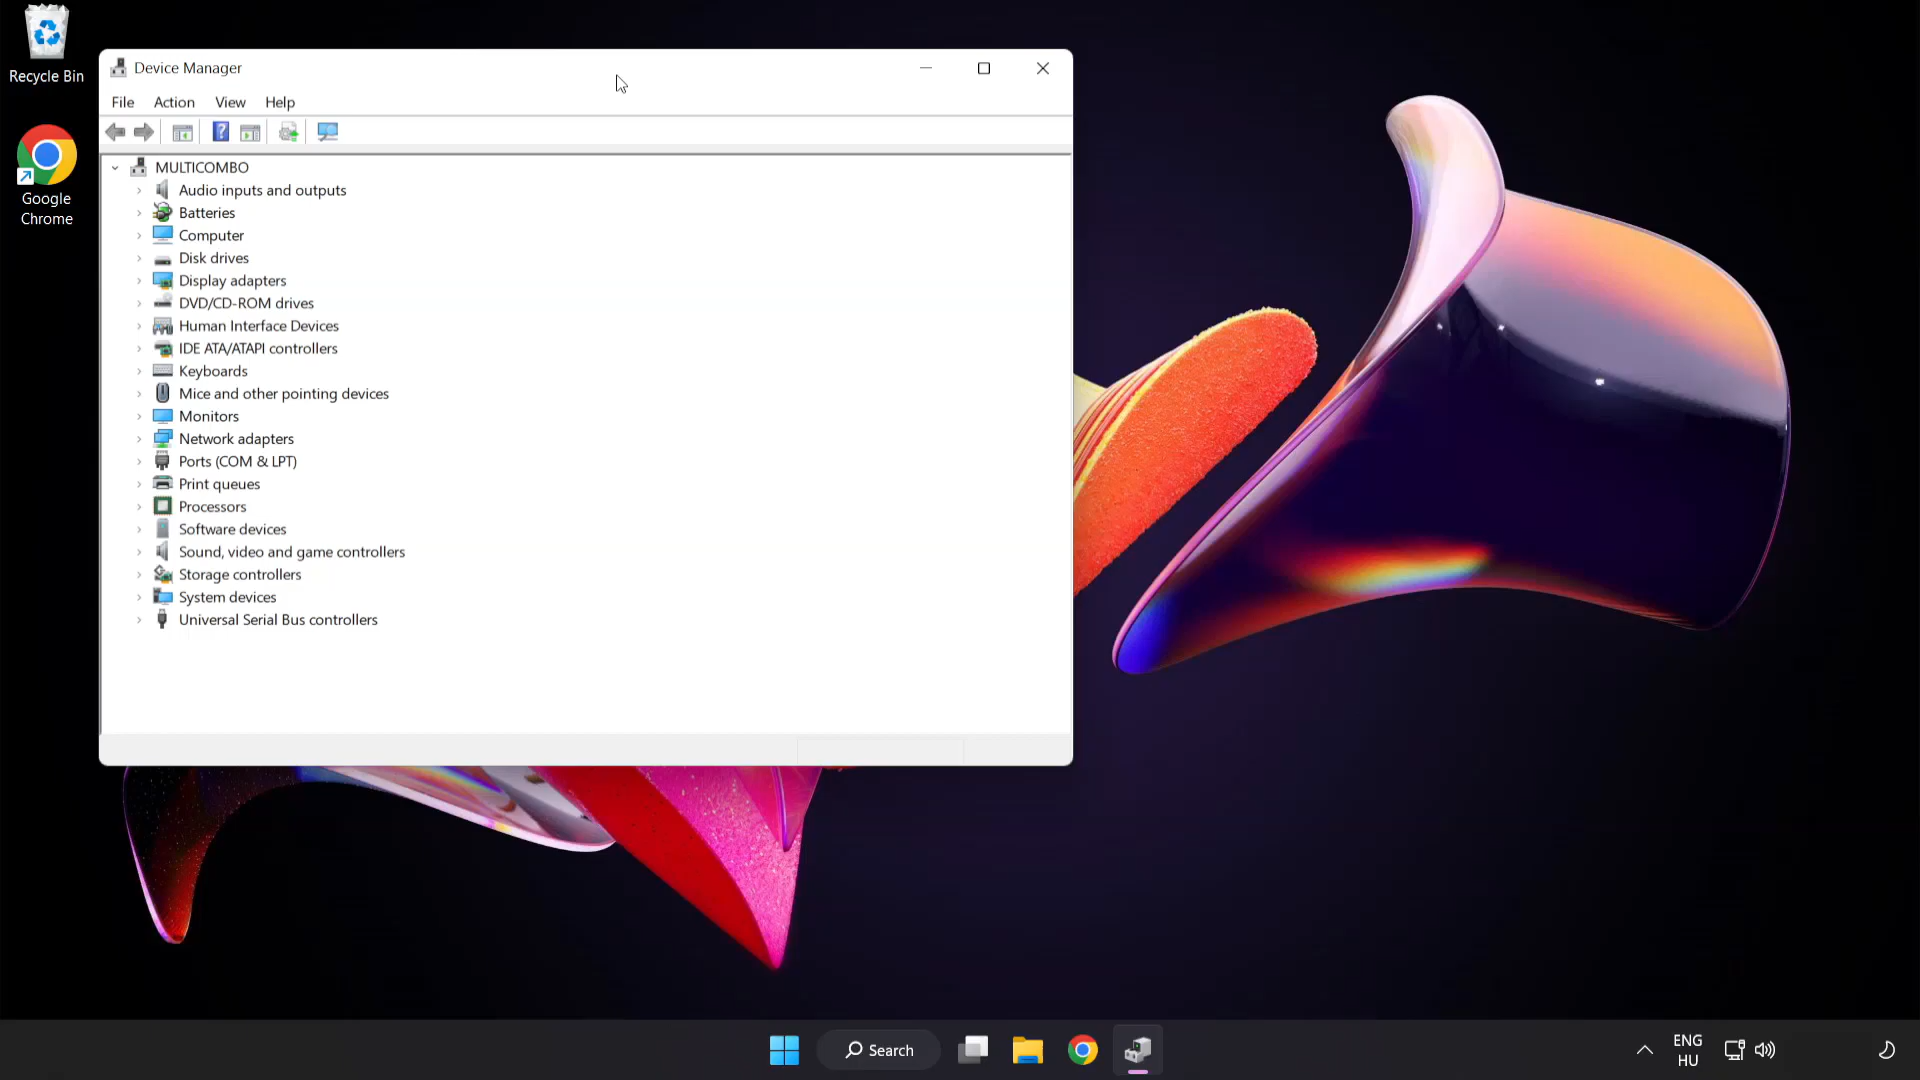 Recycle Bin
Google
Chrome
Device Manager
File Action View Help
MULTICOMBO
Audio inputs and outputs
Batteries
Computer
Disk drives
Display adapters
DVD/CD-ROM drives
Human Interface Devices
IDE ATA/ATAPI controllers
Keyboards
Mice and other pointing devices
Monitors
Network adapters
Ports (COM & LPT)
Print queues
Processors
Software devices
Sound, video and game controllers
Storage controllers
System devices
Universal Serial Bus controllers
Search
ENG
HU